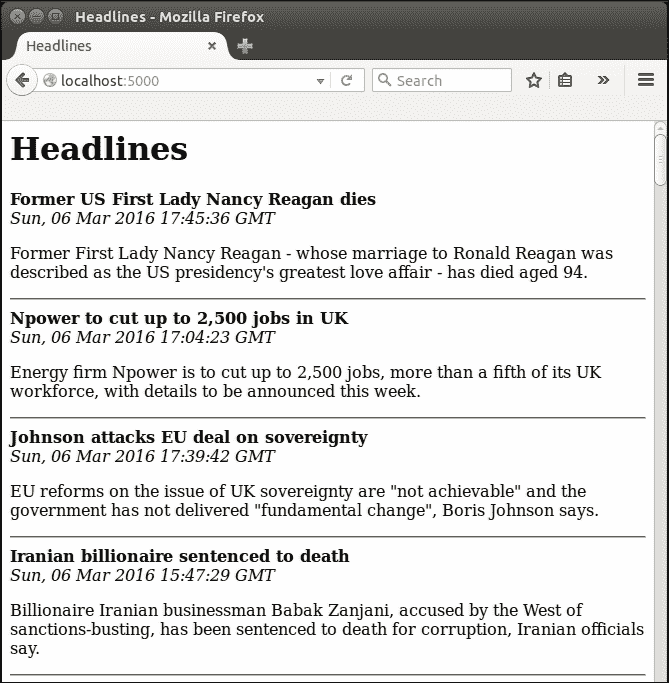 Headlines - Mozilla Firefox
Headlines
localhost:5000
Search
Headlines
Former US First Lady Nancy Reagan dies
Sun, 06 Mar 2016 17:45:36 GMT
Former First Lady Nancy Reagan - whose marriage to Ronald Reagan was
described as the US presidency's greatest love affair - has died aged 94.
Npower to cut up to 2,500 jobs in UK
Sun, 06 Mar 2016 17:04:23 GMT
Energy firm Npower is to cut up to 2,500 jobs, more than a fifth of its UK
workforce, with details to be announced this week.
Johnson attacks EU deal on sovereignty
Sun, 06 Mar 2016 17:39:42 GMT
EU reforms on the issue of UK sovereignty are "not achievable" and the
government has not delivered "fundamental change", Boris Johnson says.
Iranian billionaire sentenced to death
Sun, 06 Mar 2016 15:47:29 GMT
Billionaire Iranian businessman Babak Zanjani, accused by the West of
sanctions-busting, has been sentenced to death for corruption, Iranian officials
say.